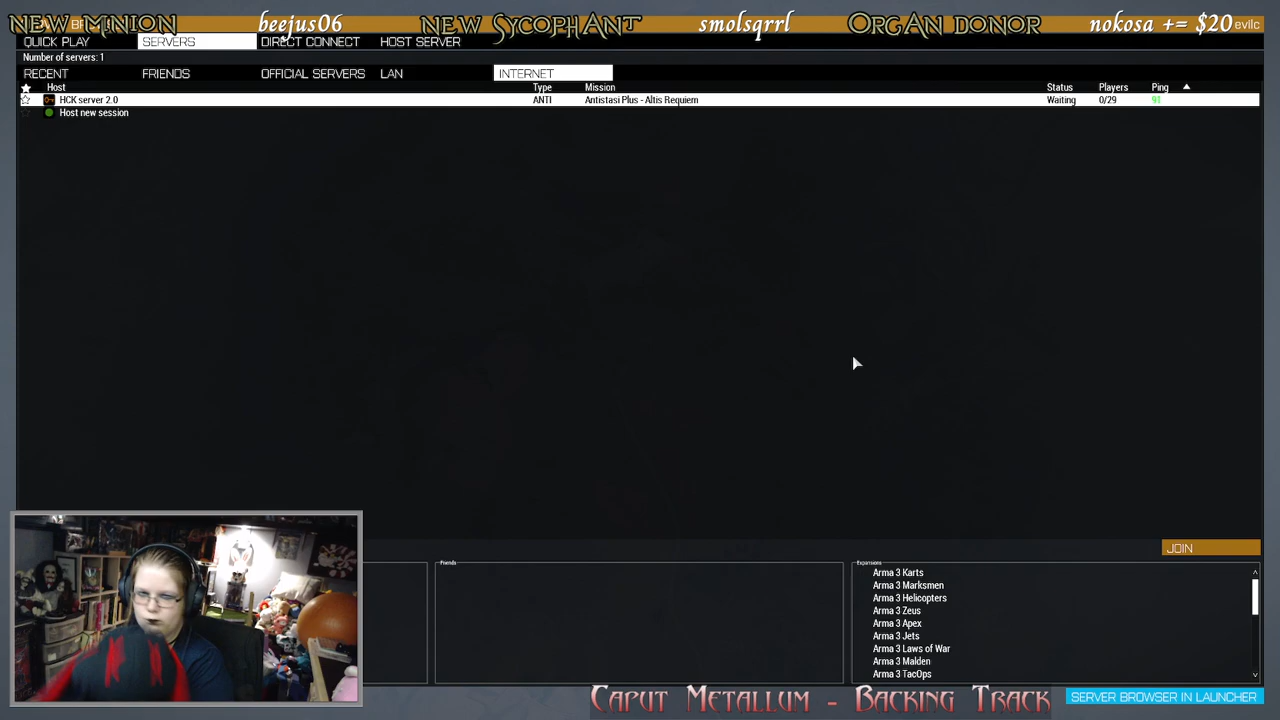 NEW MINION beejus06 NEW SYCOPHANT smolsqrrl ORGAN DONOR nokosa += $20 evilc
QUICK PLAY SERVERS DIRECT CONNECT HOST SERVER
Number of servers: 1
RECENT FRIENDS OFFICIAL SERVERS LAN INTERNET
Host Type Mission Status Players Ping
HCK server 2.0 ANTI Antistasi Plus - Altis Requiem Waiting 0/29 91
Host new session
JOIN
Friends
Expansions
Arma 3 Karts
Arma 3 Marksmen
Arma 3 Helicopters
Arma 3 Zeus
Arma 3 Apex
Arma 3 Jets
Arma 3 Laws of War
Arma 3 Malden
Arma 3 TacOps
CAPUT METALLUM - BACKING TRACK
SERVER BROWSER IN LAUNCHER